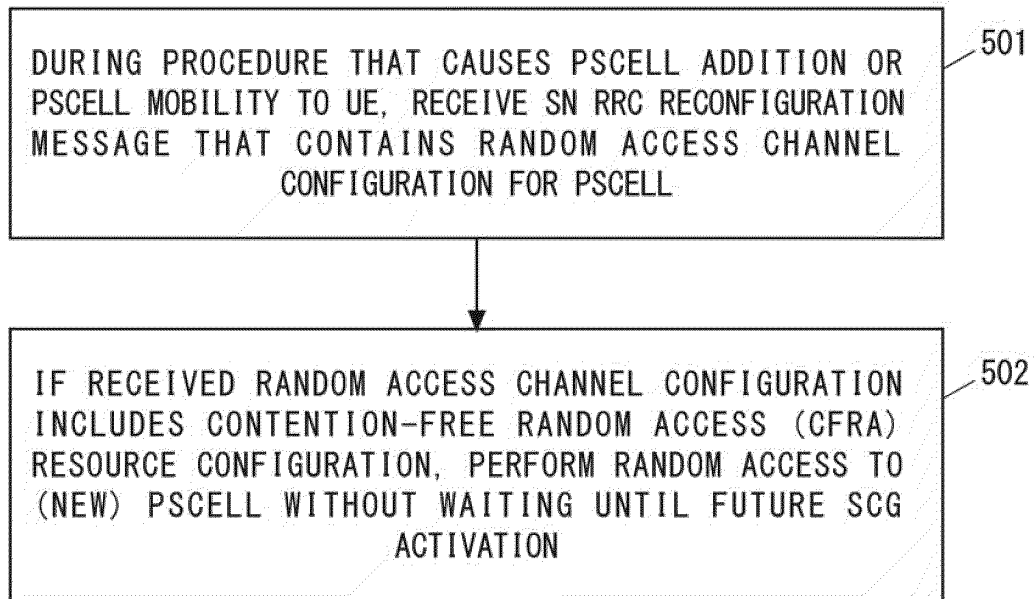 DURING PROCEDURE THAT CAUSES PSCELL ADDITION OR
PSCELL MOBILITY TO UE, RECEIVE SN RRC RECONFIGURATION
MESSAGE THAT CONTAINS RANDOM ACCESS CHANNEL
CONFIGURATION FOR PSCELL
501
IF RECEIVED RANDOM ACCESS CHANNEL CONFIGURATION
INCLUDES CONTENTION-FREE RANDOM ACCESS (CFRA)
RESOURCE CONFIGURATION, PERFORM RANDOM ACCESS TO
(NEW) PSCELL WITHOUT WAITING UNTIL FUTURE SCG
ACTIVATION
502